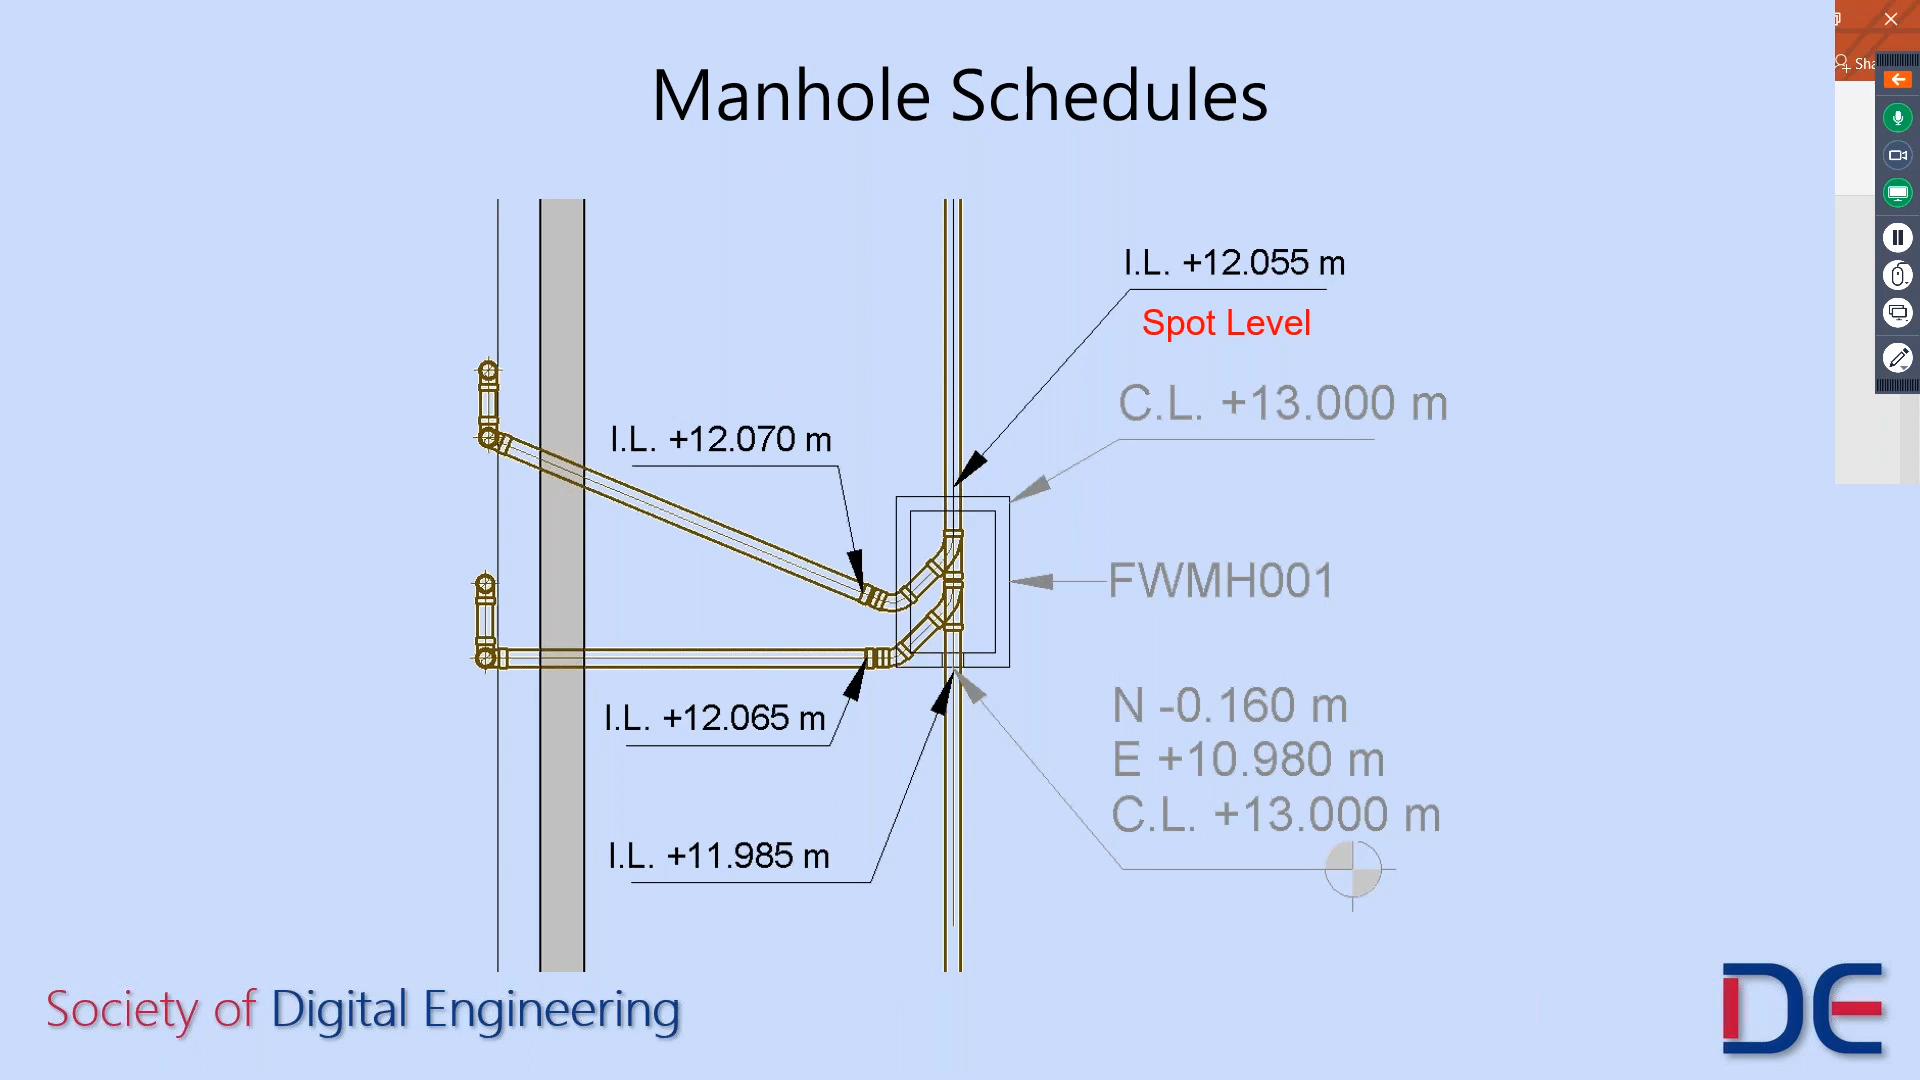 Manhole Schedules
Sha
I.L. +12.055 m
Spot Level
C.L. +13.000 m
I.L. +12.070 m
FWMH001
I.L. +12.065 m
N -0.160 m
E +10.980 m
C.L. +13.000 m
I.L. +11.985 m
Society of Digital Engineering
DE